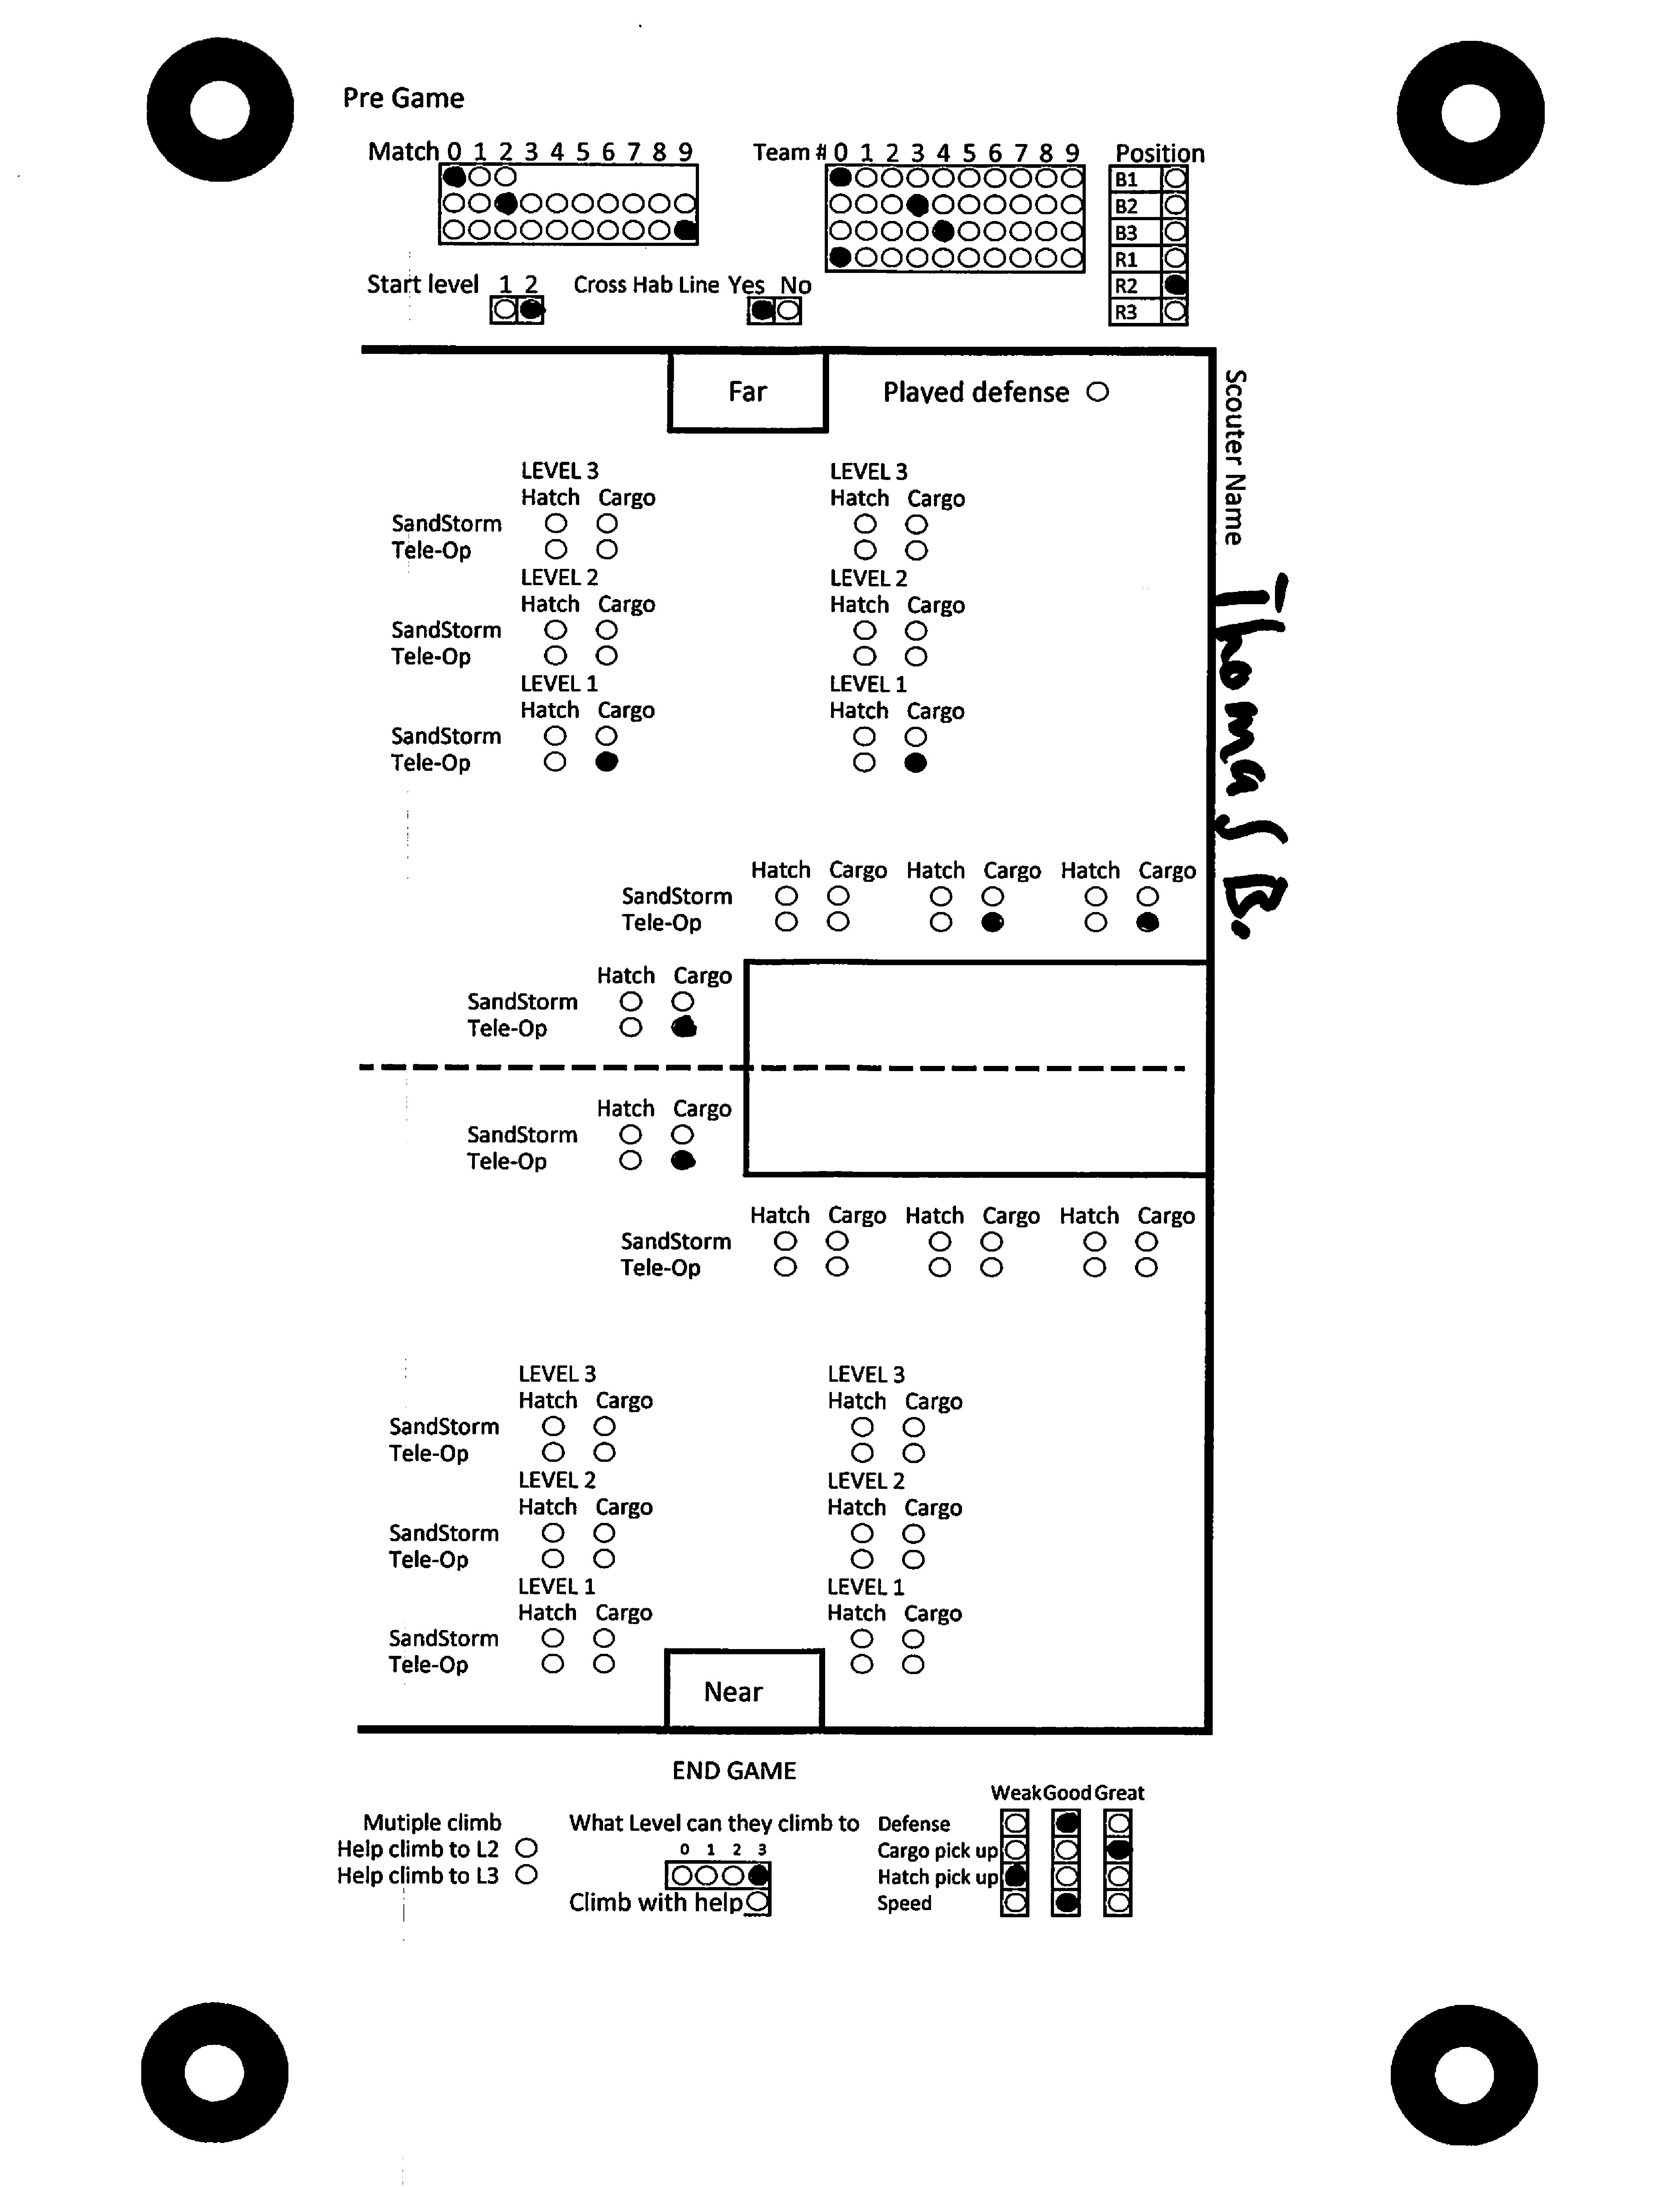 Pre Game
Match 0 1 2 3 4 5 6 7 8 9
Team # 0 1 2 3 4 5 6 7 8 9
Position
B1
B2
B3
R1
R2
R3
Start level 1 2
Cross Hab Line Yes No
Far
Played defense
Scouter Name
Thomas B.
LEVEL 3 LEVEL 3
Hatch Cargo Hatch Cargo
SandStorm
Tele-Op
LEVEL 2 LEVEL 2
Hatch Cargo Hatch Cargo
SandStorm
Tele-Op
LEVEL 1 LEVEL 1
Hatch Cargo Hatch Cargo
SandStorm
Tele-Op
Hatch Cargo Hatch Cargo Hatch Cargo
SandStorm
Tele-Op
Hatch Cargo
SandStorm
Tele-Op
Hatch Cargo
SandStorm
Tele-Op
Hatch Cargo Hatch Cargo Hatch Cargo
SandStorm
Tele-Op
LEVEL 3 LEVEL 3
Hatch Cargo Hatch Cargo
SandStorm
Tele-Op
LEVEL 2 LEVEL 2
Hatch Cargo Hatch Cargo
SandStorm
Tele-Op
LEVEL 1 LEVEL 1
Hatch Cargo Hatch Cargo
SandStorm
Tele-Op
Near
END GAME
Mutiple climb
Help climb to L2
Help climb to L3
What Level can they climb to
0 1 2 3
Climb with help
Weak Good Great
Defense
Cargo pick up
Hatch pick up
Speed